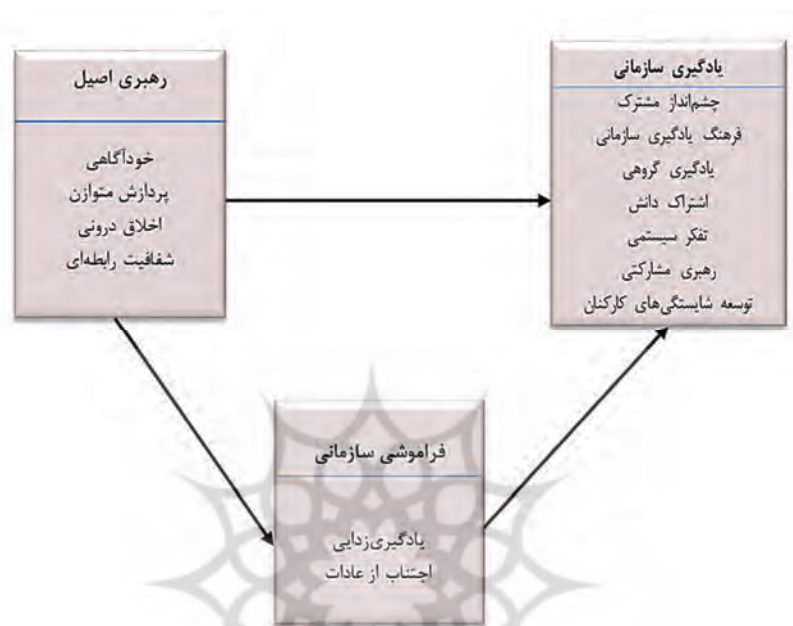 رهبری اصیل
خودآگاهی
پردازش متوازن
اخلاق درونی
شفافیت رابطه‌ای
یادگیری سازمانی
چشم‌انداز مشترک
فرهنگ یادگیری سازمانی
یادگیری گروهی
اشتراک دانش
تفکر سیستمی
رهبری مشارکتی
توسعه شایستگی‌های کارکنان
فراموشی سازمانی
یادگیری‌زدایی
اجتناب از عادات